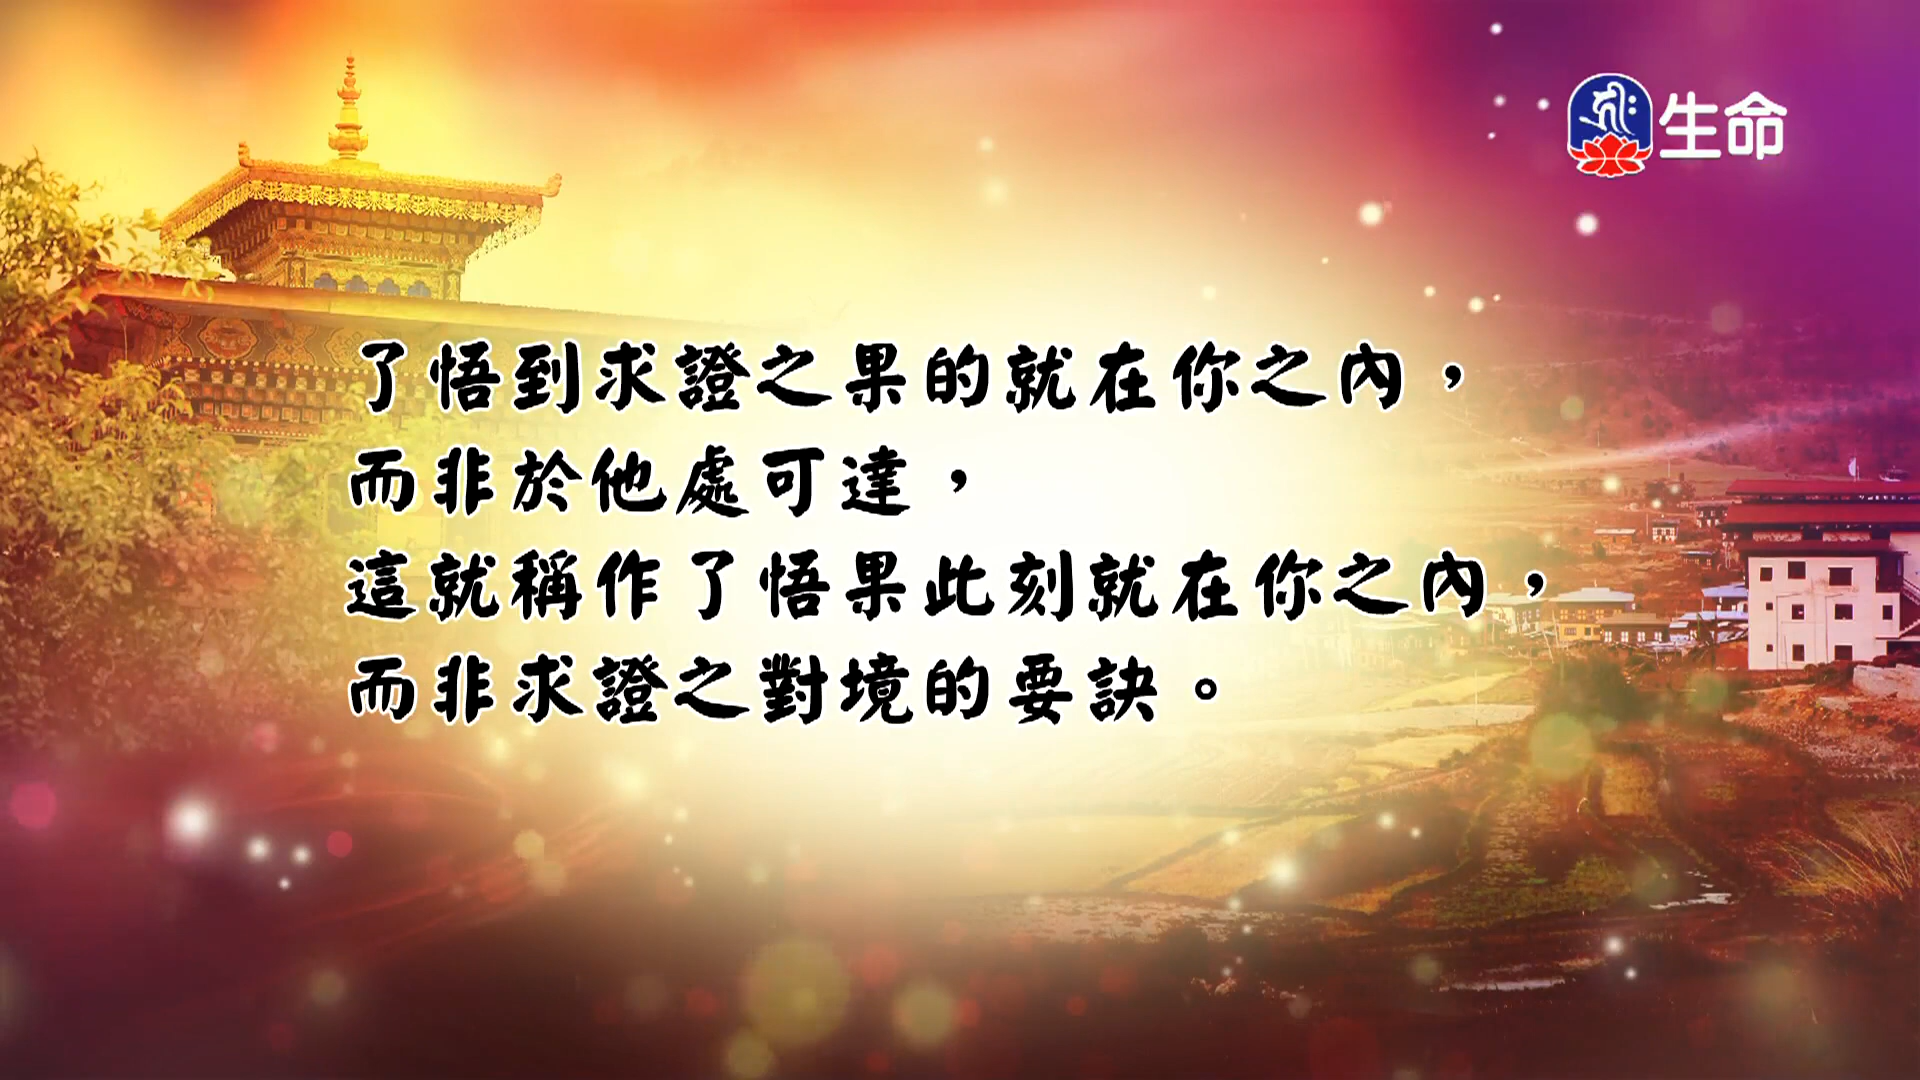 生命
了悟到求證之果的就在你之內，
而非於他處可達，
這就稱作了悟果此刻就在你之內，
而非求證之對境的要訣。